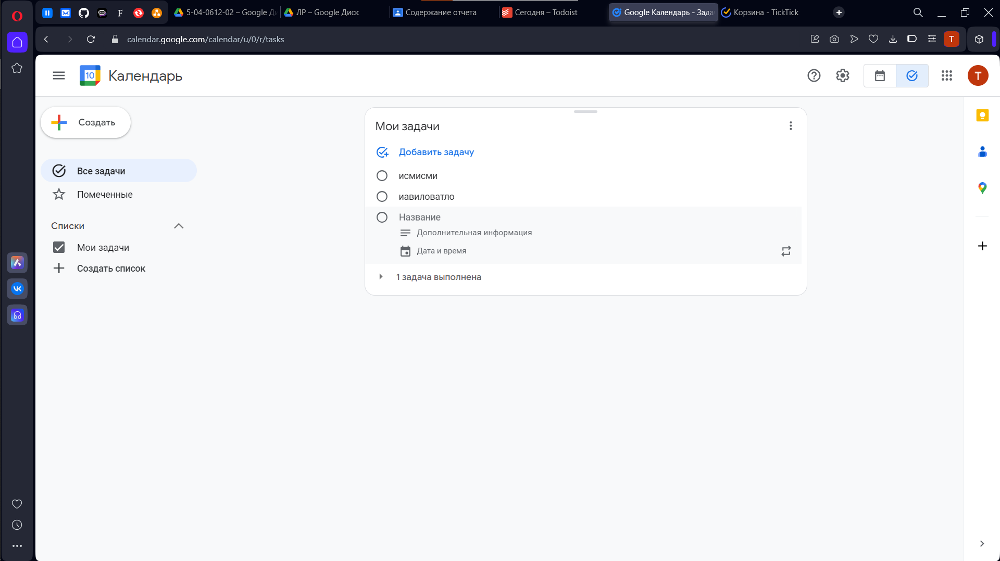 5-04-0612-02 – Google Ди
ЛР – Google Диск
Содержание отчета
Сегодня – Todoist
Google Календарь - Зада
Корзина - TickTick
calendar.google.com/calendar/u/0/r/tasks
T
10
Календарь
T
Создать
Мои задачи
Добавить задачу
Все задачи
исмисми
Помеченные
иавиловатло
Название
Списки
Дополнительная информация
Мои задачи
Дата и время
Создать список
1 задача выполнена